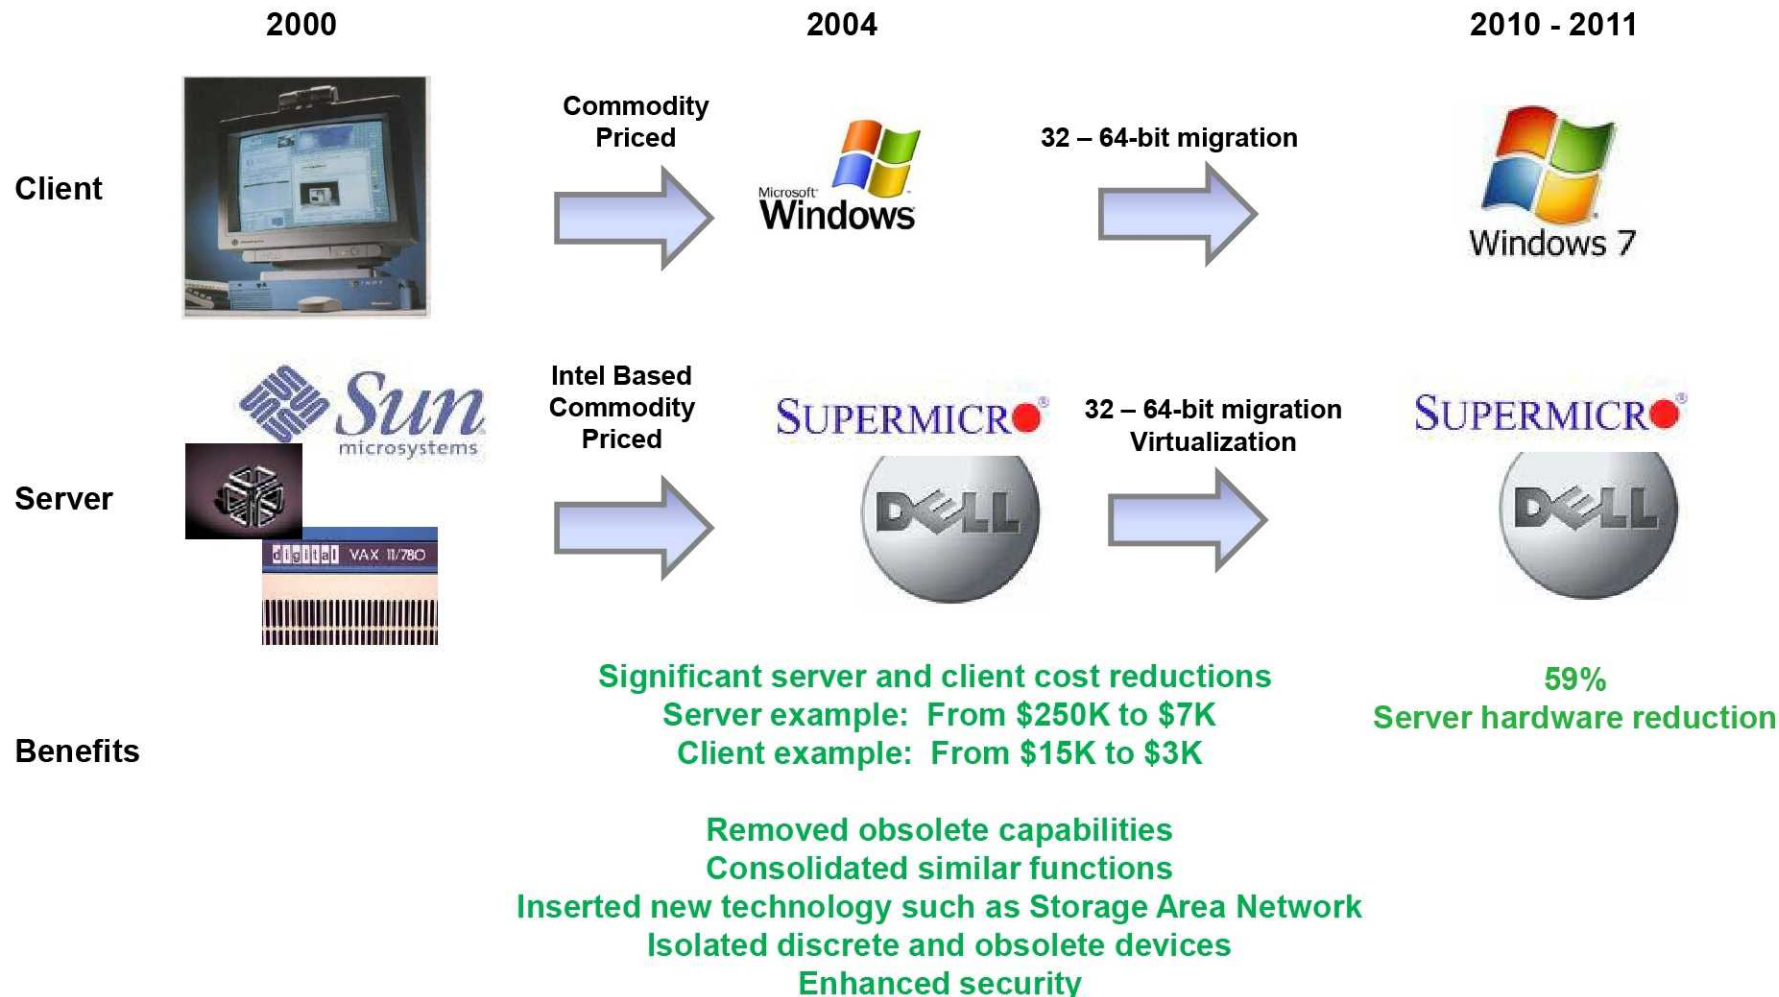 2000
2004
2010 - 2011
Client
Commodity
Priced
Microsoft
Windows
32 – 64-bit migration
Windows 7
Server
Sun
microsystems
digital VAX 11/780
Intel Based
Commodity
Priced
SUPERMICRO®
DELL
32 – 64-bit migration
Virtualization
SUPERMICRO®
DELL
Benefits
Significant server and client cost reductions
Server example: From $250K to $7K
Client example: From $15K to $3K
59%
Server hardware reduction
Removed obsolete capabilities
Consolidated similar functions
Inserted new technology such as Storage Area Network
Isolated discrete and obsolete devices
Enhanced security